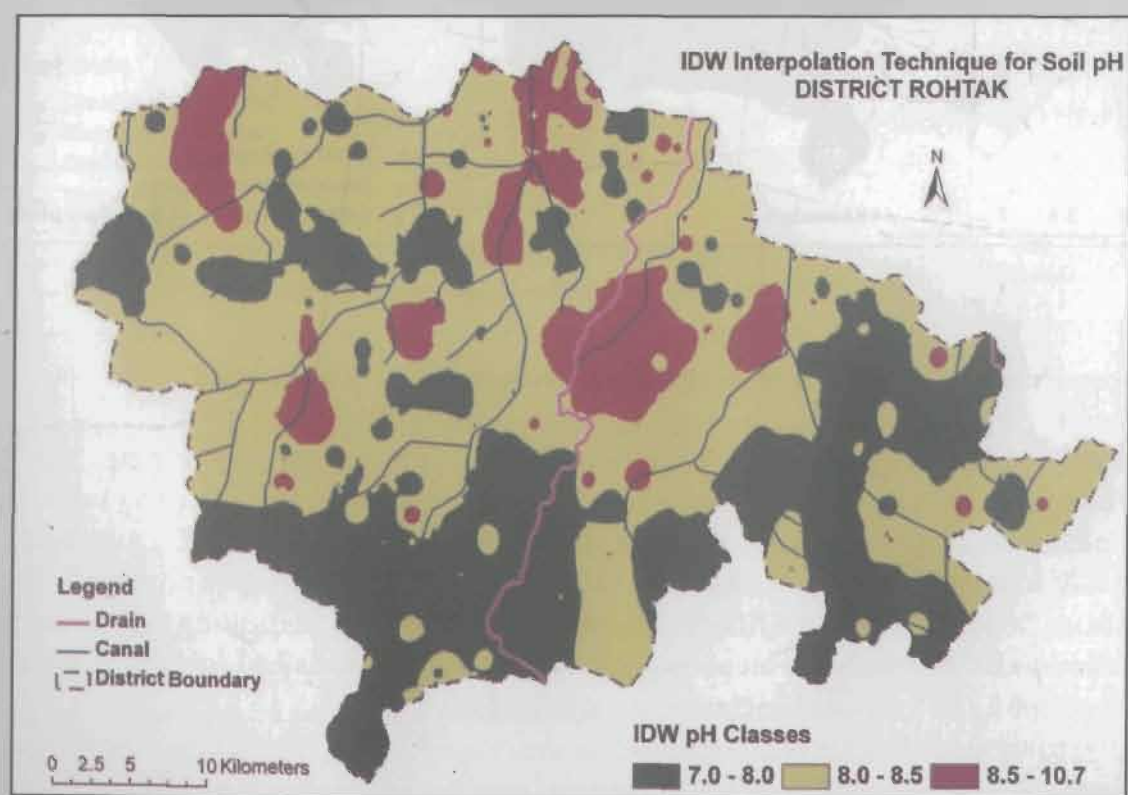 IDW Interpolation Technique for Soil pH
DISTRICT ROHTAK
N
Legend
Drain
Canal
District Boundary
0 2.5 5 10 Kilometers
IDW pH Classes
7.0 - 8.0 8.0 - 8.5 8.5 - 10.7